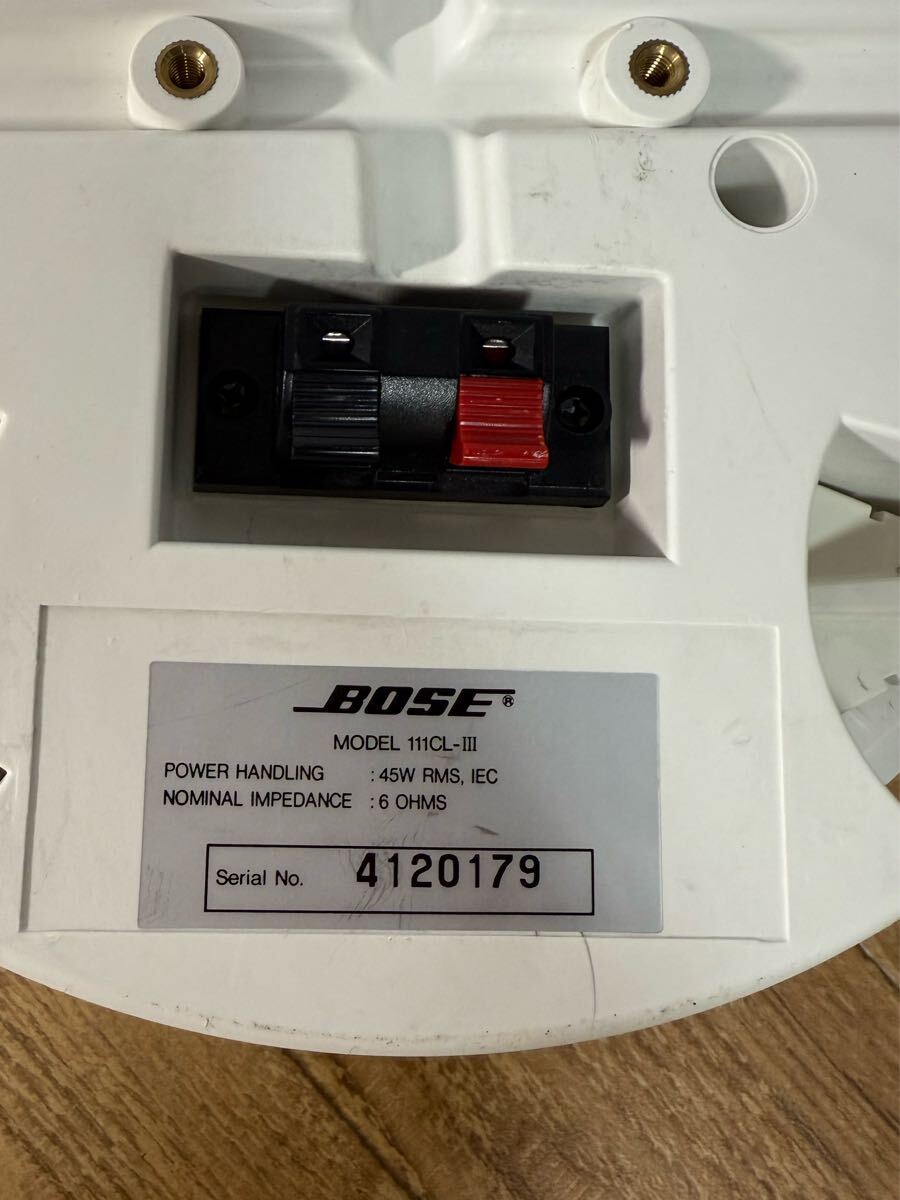 BOSE®
MODEL 111CL-III
POWER HANDLING : 45W RMS, IEC
NOMINAL IMPEDANCE : 6 OHMS
Serial No. 4120179